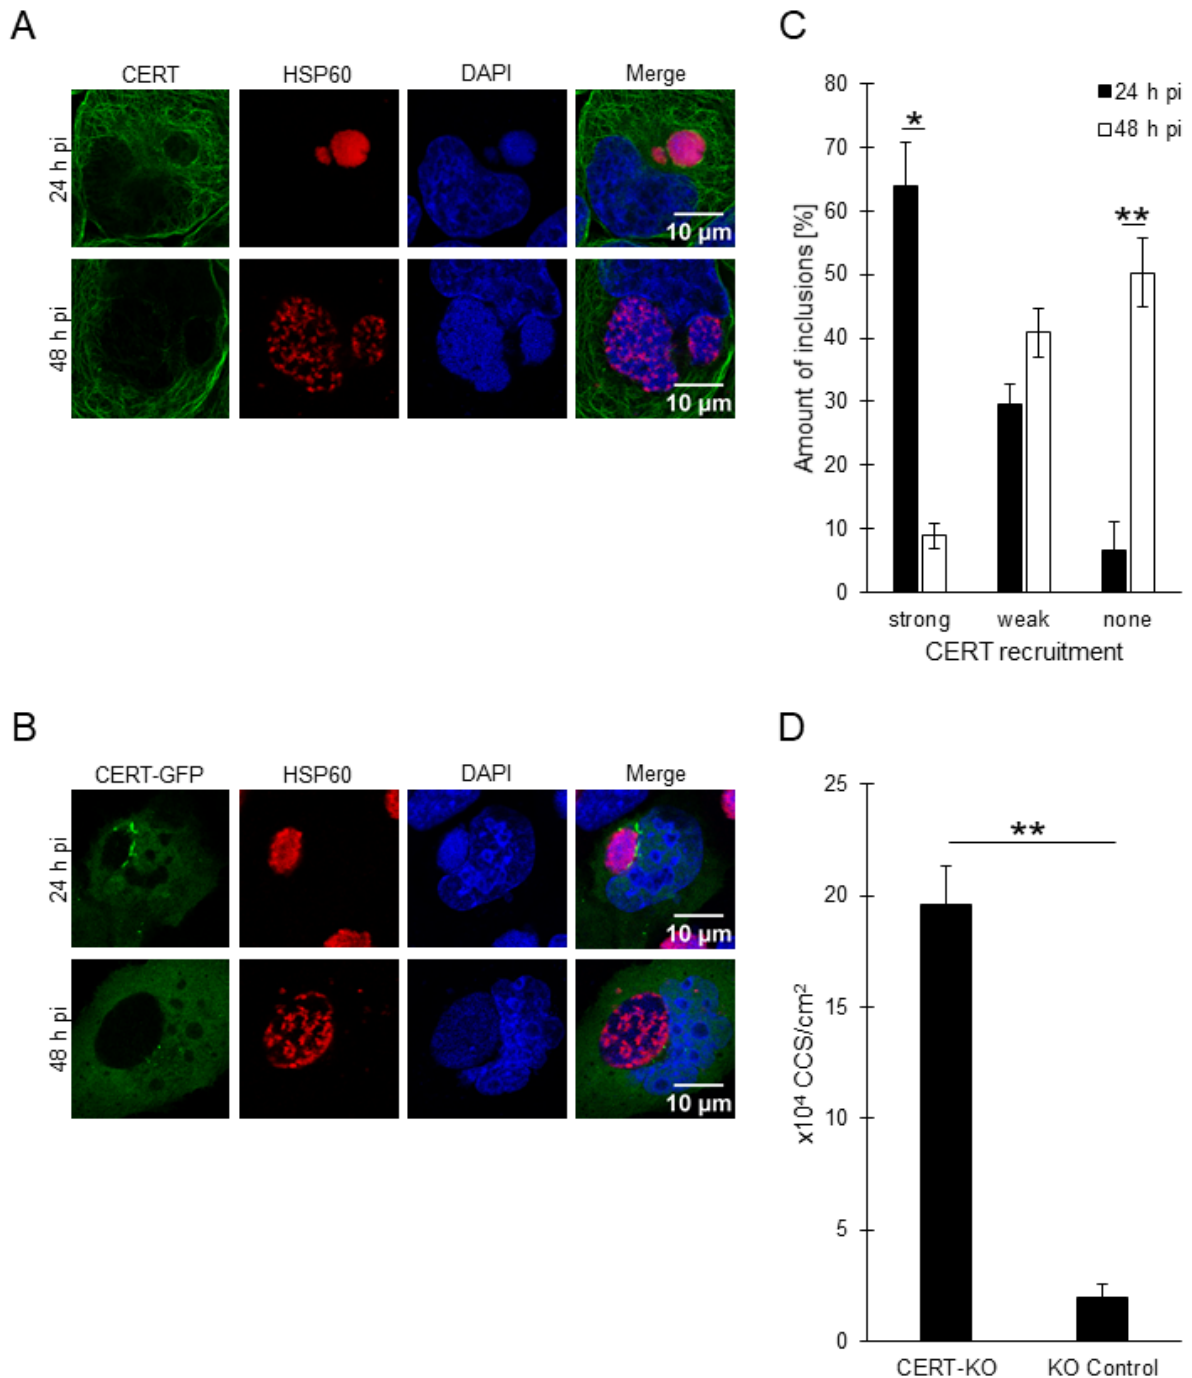 A
CERT HSP60 DAPI Merge
24 h pi
10 µm
48 h pi
10 µm
B
CERT-GFP HSP60 DAPI Merge
24 h pi
10 µm
48 h pi
10 µm
C
24 h pi
48 h pi
Amount of inclusions [%]
80
70
60
50
40
30
20
10
0
*
**
strong weak none
CERT recruitment
D
x10⁴ CCS/cm²
25
20
15
10
5
0
**
CERT-KO KO Control